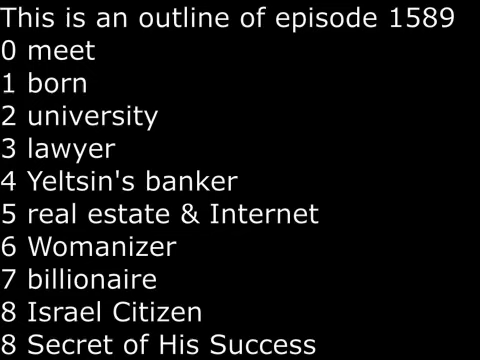 This is an outline of episode 1589
0 meet
1 born
2 university
3 lawyer
4 Yeltsin's banker
5 real estate & Internet
6 Womanizer
7 billionaire
8 Israel Citizen
8 Secret of His Success